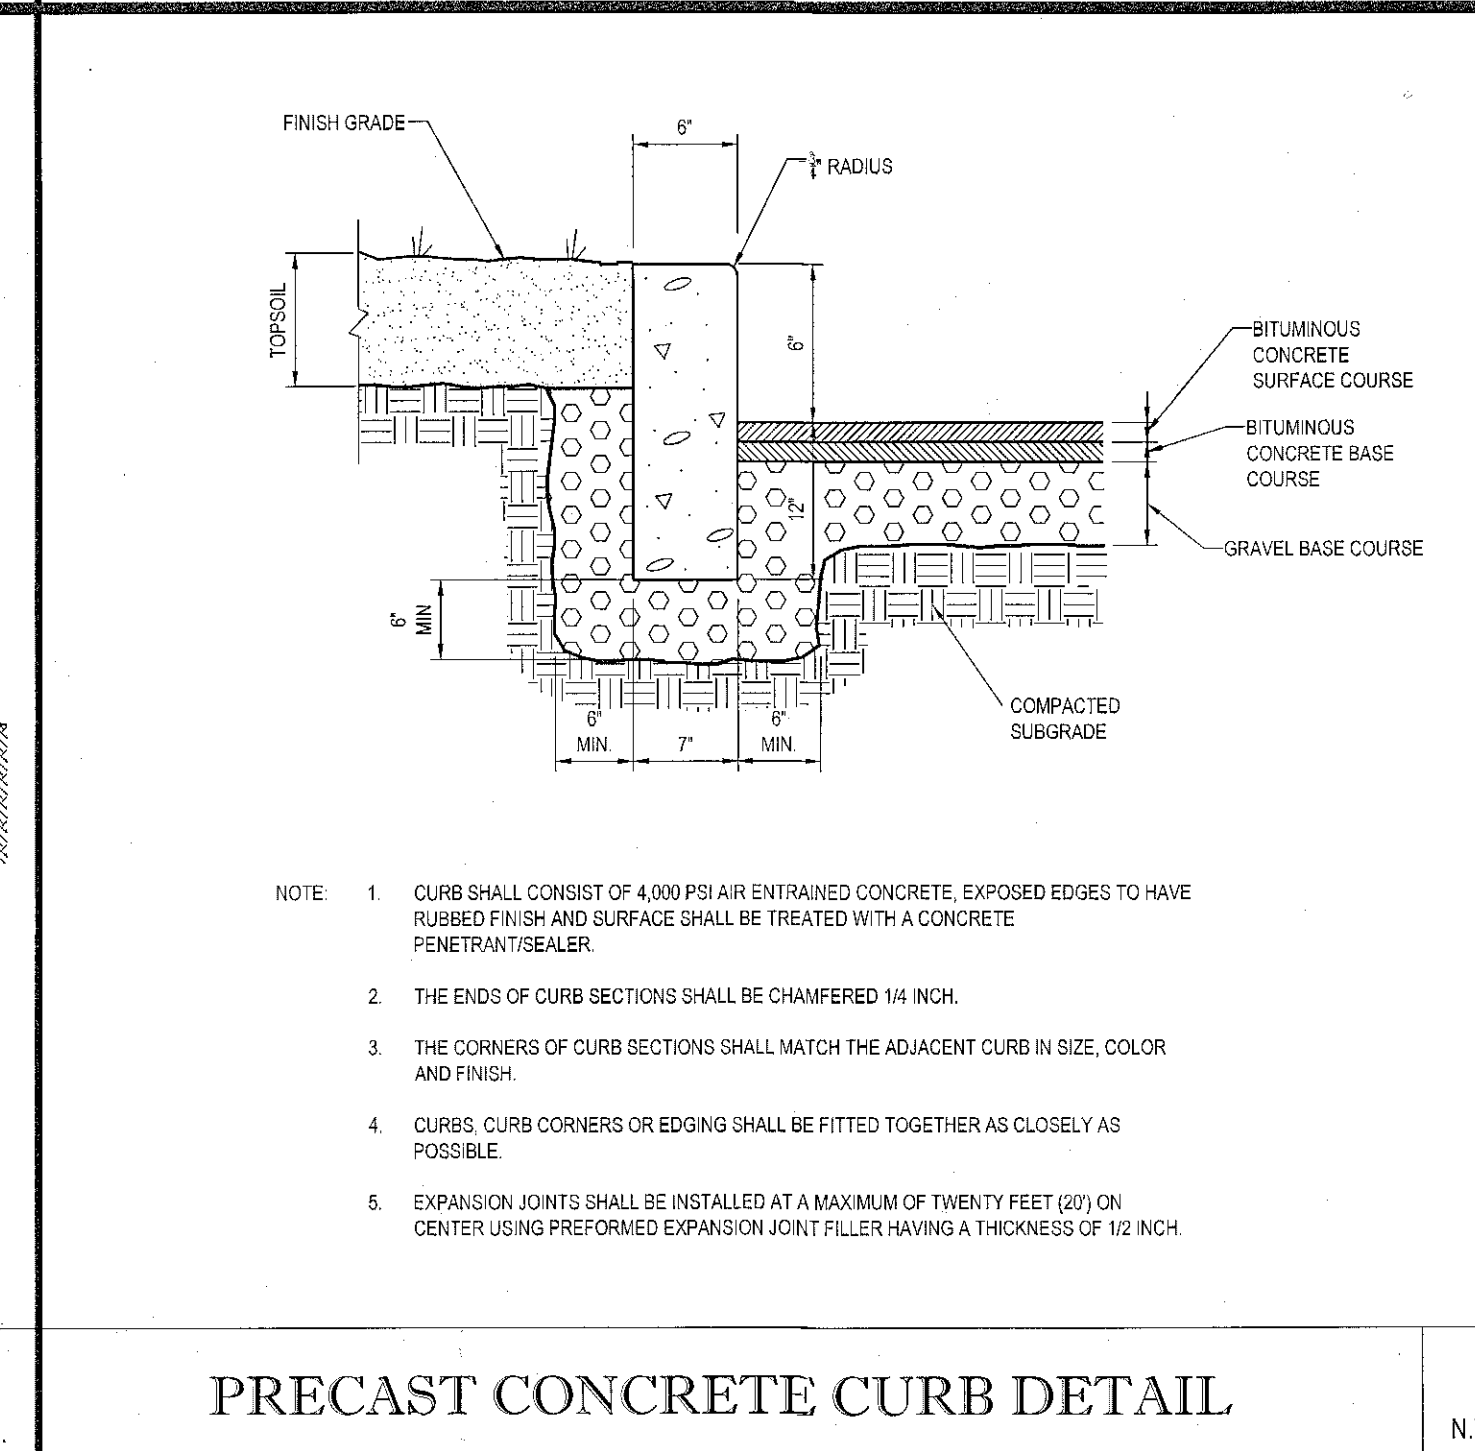 FINISH GRADE
6"
RADIUS
TOPSOIL
6"
BITUMINOUS
CONCRETE
SURFACE COURSE
BITUMINOUS
CONCRETE BASE
COURSE
12"
GRAVEL BASE COURSE
6"
MIN
COMPACTED
SUBGRADE
6"
MIN.
7"
6"
MIN.
NOTE: 1. CURB SHALL CONSIST OF 4,000 PSI AIR ENTRAINED CONCRETE, EXPOSED EDGES TO HAVE
RUBBED FINISH AND SURFACE SHALL BE TREATED WITH A CONCRETE
PENETRANT/SEALER.
2. THE ENDS OF CURB SECTIONS SHALL BE CHAMFERED 1/4 INCH.
3. THE CORNERS OF CURB SECTIONS SHALL MATCH THE ADJACENT CURB IN SIZE, COLOR
AND FINISH.
4. CURBS, CURB CORNERS OR EDGING SHALL BE FITTED TOGETHER AS CLOSELY AS
POSSIBLE.
5. EXPANSION JOINTS SHALL BE INSTALLED AT A MAXIMUM OF TWENTY FEET (20') ON
CENTER USING PREFORMED EXPANSION JOINT FILLER HAVING A THICKNESS OF 1/2 INCH.
PRECAST CONCRETE CURB DETAIL
N.